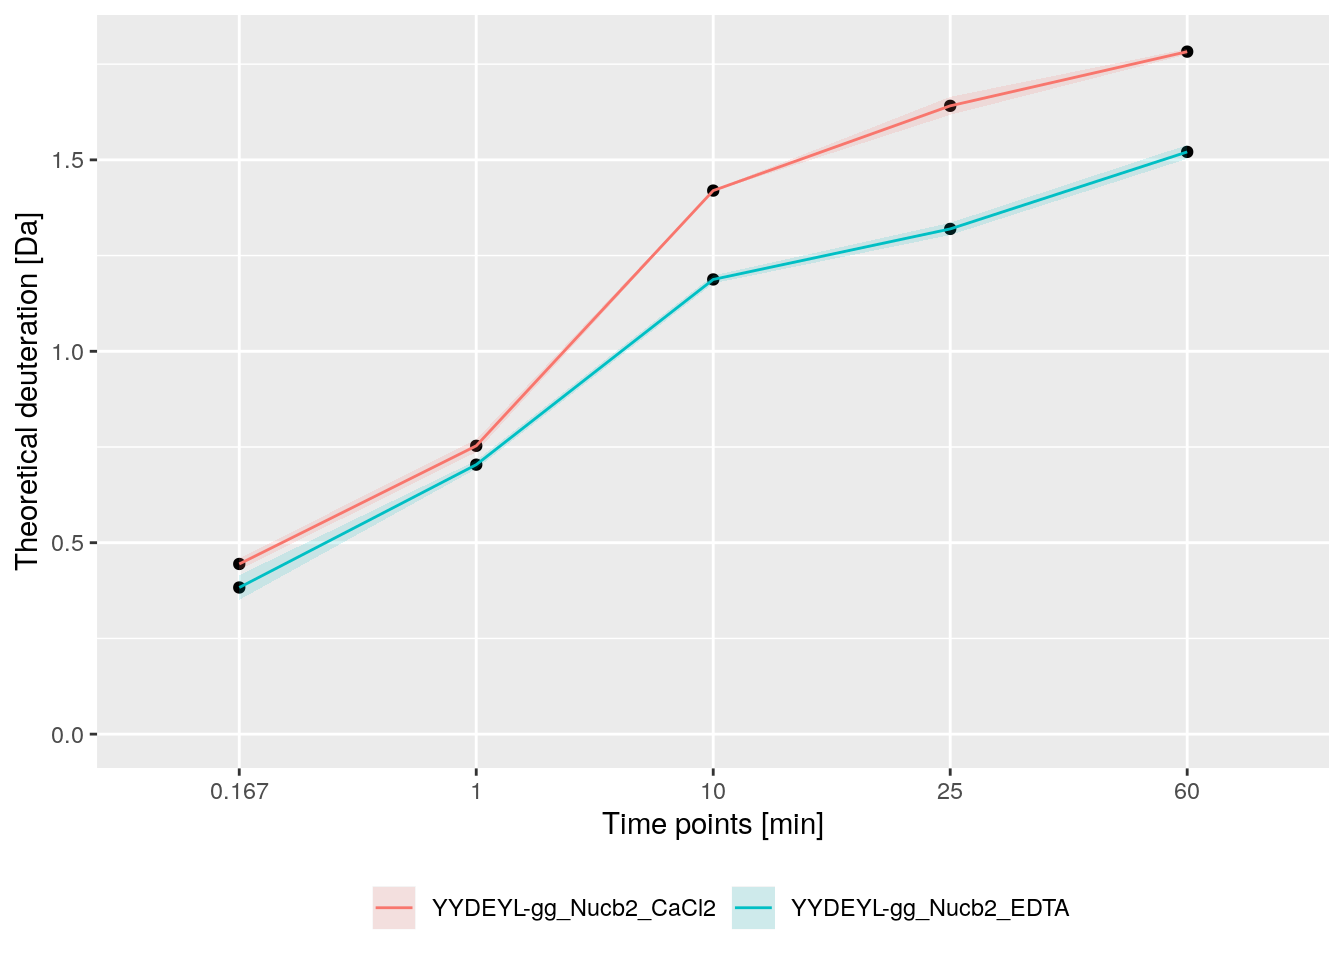 Theoretical deuteration [Da]
1.5
1.0
0.5
0.0
0.167 1 10 25 60
Time points [min]
YYDEYL-gg_Nucb2_CaCl2 YYDEYL-gg_Nucb2_EDTA